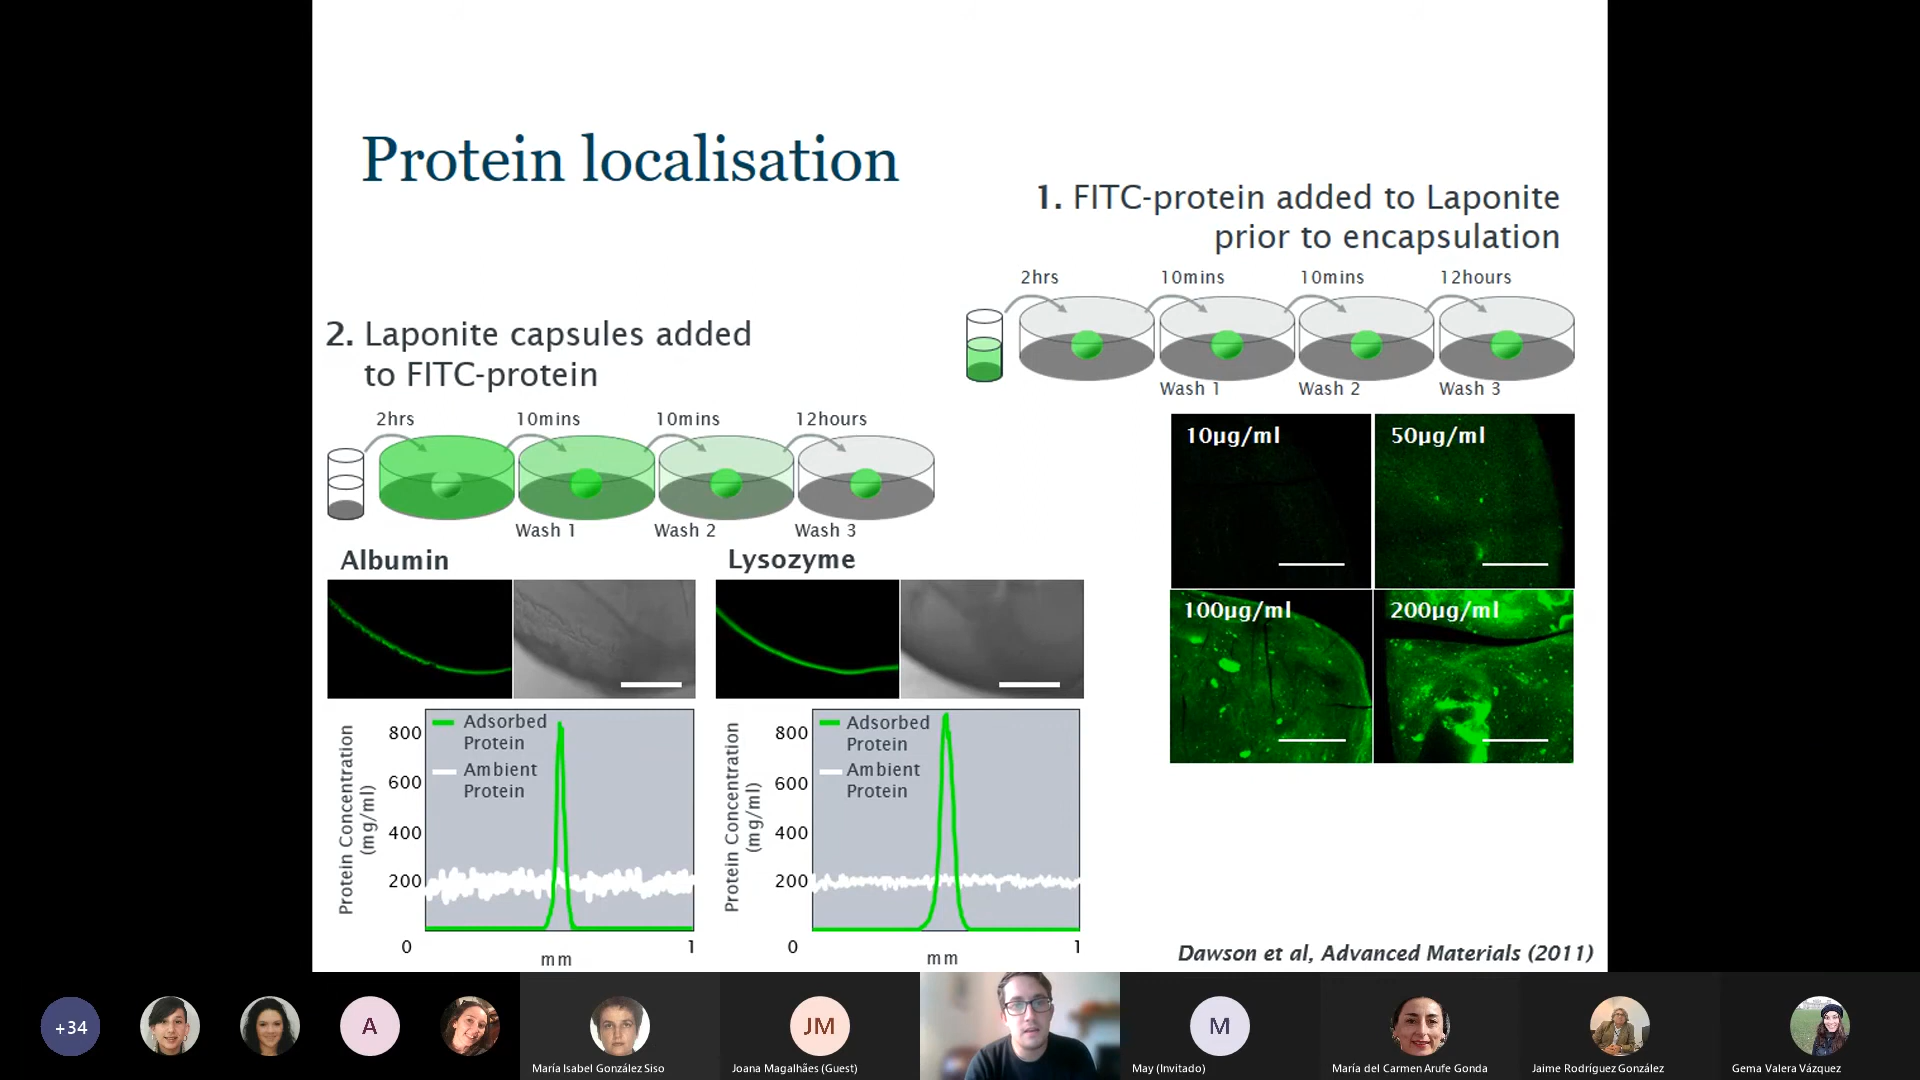 Protein localisation
1. FITC-protein added to Laponite
prior to encapsulation
2hrs 10mins 10mins 12hours
Wash 1 Wash 2 Wash 3
2. Laponite capsules added
to FITC-protein
2hrs 10mins 10mins 12hours
Wash 1 Wash 2 Wash 3
10µg/ml 50µg/ml
100µg/ml 200µg/ml
Albumin
Protein Concentration
(mg/ml)
800
600
400
200
0
1
mm
Adsorbed
Protein
Ambient
Protein
Lysozyme
Protein Concentration
(mg/ml)
800
600
400
200
0
1
mm
Adsorbed
Protein
Ambient
Protein
Dawson et al, Advanced Materials (2011)
+34
A
JM
M
María Isabel González Siso
Joana Magalhães (Guest)
May (Invitado)
María del Carmen Arufe Gonda
Jaime Rodríguez González
Gema Valera Vázquez